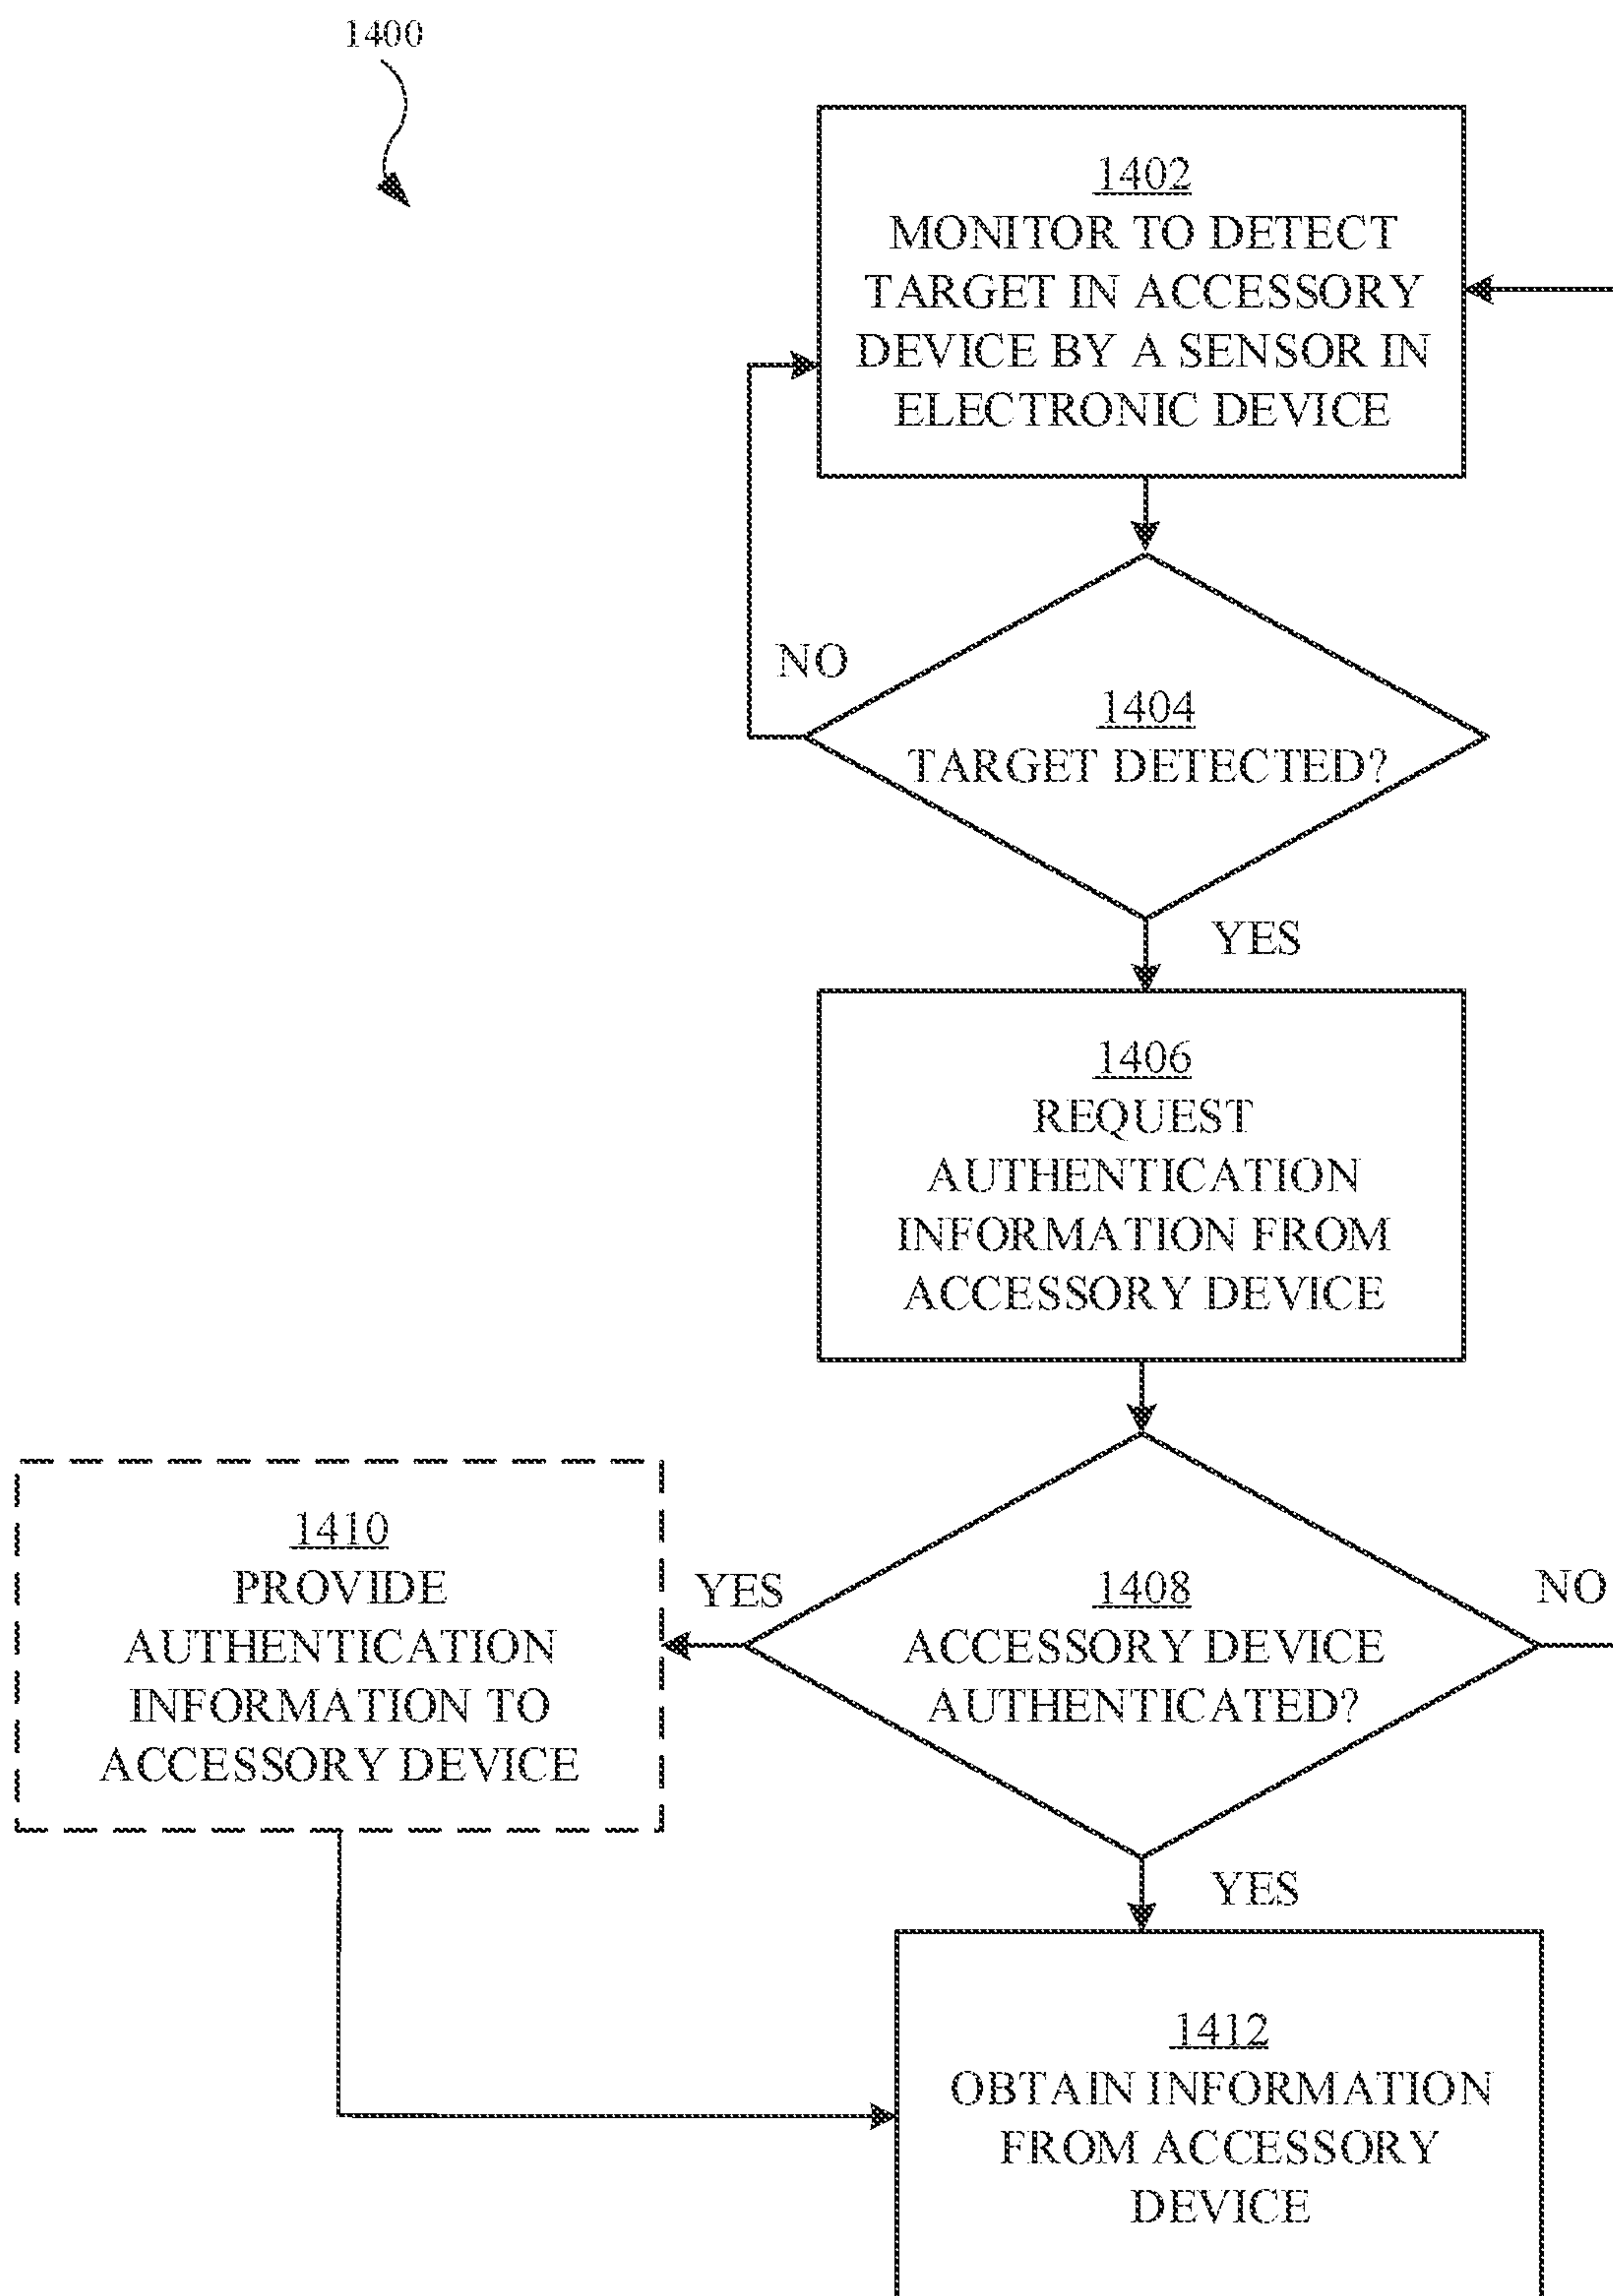 1400
1402
MONITOR TO DETECT
TARGET IN ACCESSORY
DEVICE BY A SENSOR IN
ELECTRONIC DEVICE
NO
1404
TARGET DETECTED?
YES
1406
REQUEST
AUTHENTICATION
INFORMATION FROM
ACCESSORY DEVICE
1410
PROVIDE
AUTHENTICATION
INFORMATION TO
ACCESSORY DEVICE
YES
1408
ACCESSORY DEVICE
AUTHENTICATED?
NO
YES
1412
OBTAIN INFORMATION
FROM ACCESSORY
DEVICE